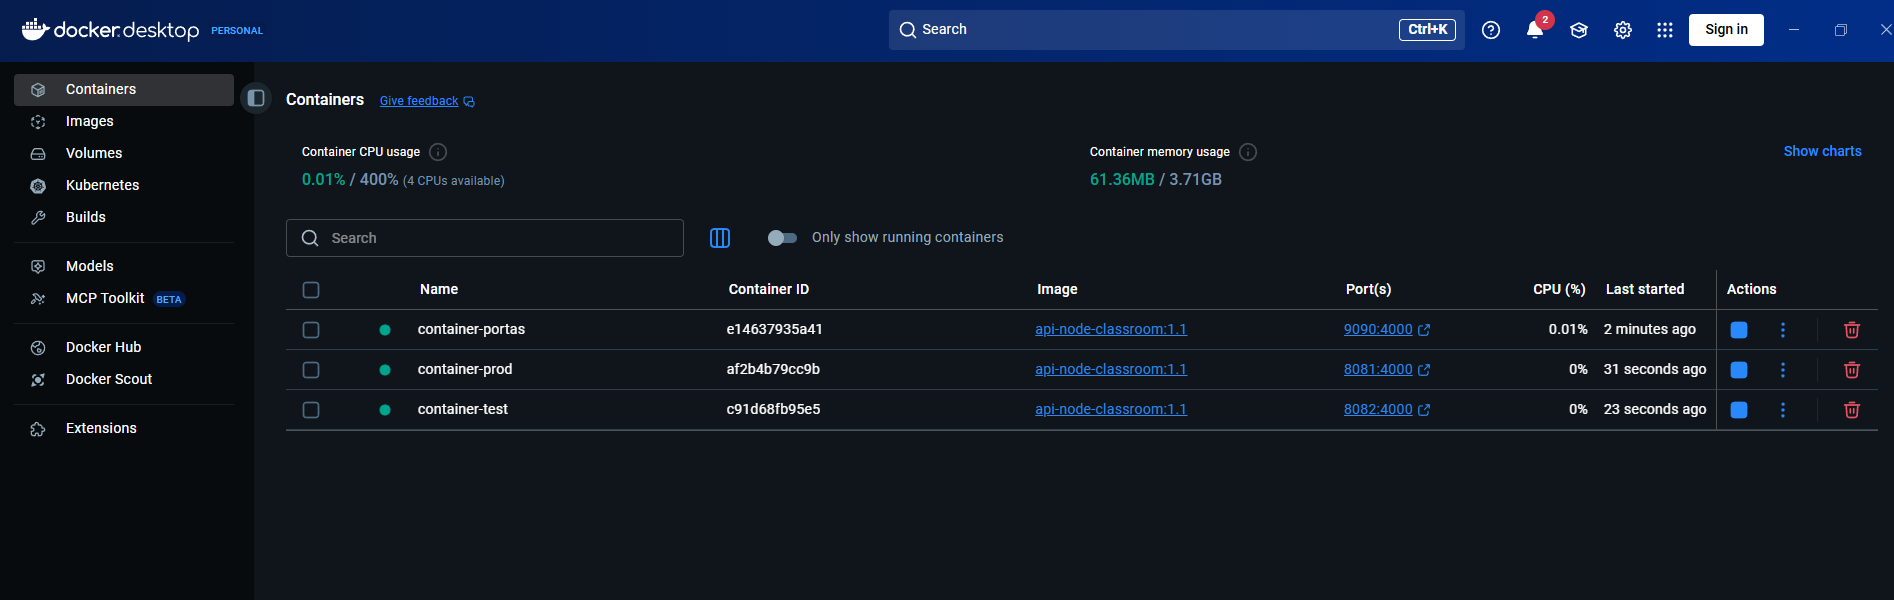 docker.desktop PERSONAL
Search Ctrl+K
2
Sign in
Containers
Images
Volumes
Kubernetes
Builds
Models
MCP Toolkit BETA
Docker Hub
Docker Scout
Extensions
Containers Give feedback
Container CPU usage
0.01% / 400% (4 CPUs available)
Container memory usage
61.36MB / 3.71GB
Show charts
Search
Only show running containers
Name Container ID Image Port(s) CPU (%) Last started Actions
container-portas e14637935a41 api-node-classroom:1.1 9090:4000 0.01% 2 minutes ago
container-prod af2b4b79cc9b api-node-classroom:1.1 8081:4000 0% 31 seconds ago
container-test c91d68fb95e5 api-node-classroom:1.1 8082:4000 0% 23 seconds ago